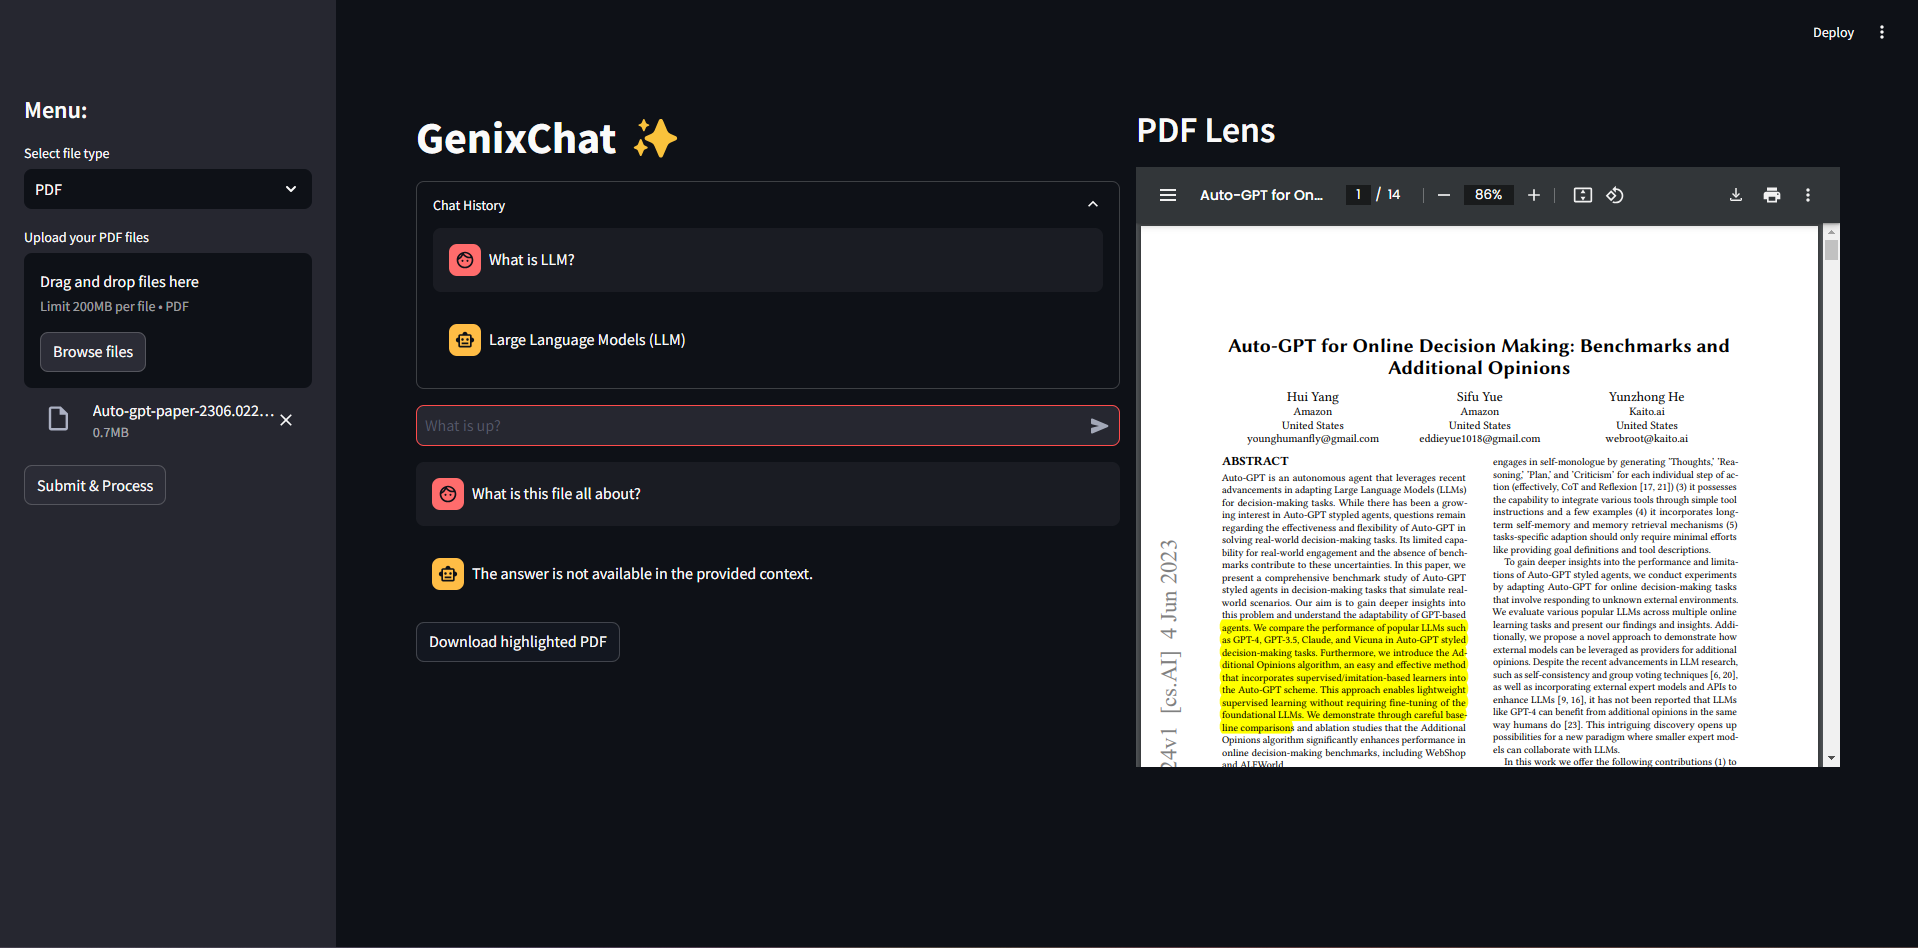 Deploy
Menu:
Select file type
PDF
Upload your PDF files
Drag and drop files here
Limit 200MB per file • PDF
Browse files
Auto-gpt-paper-2306.022...
0.7MB
Submit & Process
GenixChat
Chat History
What is LLM?
Large Language Models (LLM)
What is up?
What is this file all about?
The answer is not available in the provided context.
Download highlighted PDF
PDF Lens
Auto-GPT for On...
1 / 14
86%
Auto-GPT for Online Decision Making: Benchmarks and
Additional Opinions
Hui Yang
Amazon
United States
younghumanfly@gmail.com
Sifu Yue
Amazon
United States
eddieyue1018@gmail.com
Yunzhong He
Kaito.ai
United States
webroot@kaito.ai
24v1 [cs.AI] 4 Jun 2023
ABSTRACT
Auto-GPT is an autonomous agent that leverages recent
advancements in adapting Large Language Models (LLMs)
for decision-making tasks. While there has been a grow-
ing interest in Auto-GPT stypled agents, questions remain
regarding the effectiveness and flexibility of Auto-GPT in
solving real-world decision-making tasks. Its limited capa-
bility for real-world engagement and the absence of bench-
marks contribute to these uncertainties. In this paper, we
present a comprehensive benchmark study of Auto-GPT
styled agents in decision-making tasks that simulate real-
world scenarios. Our aim is to gain deeper insights into
this problem and understand the adaptability of GPT-based
agents. We compare the performance of popular LLMs such
as GPT-4, GPT-3.5, Claude, and Vicuna in Auto-GPT styled
decision-making tasks. Furthermore, we introduce the Ad-
ditional Opinions algorithm, an easy and effective method
that incorporates supervised/imitation-based learners into
the Auto-GPT scheme. This approach enables lightweight
supervised learning without requiring fine-tuning of the
foundational LLMs. We demonstrate through careful base-
line comparisons and ablation studies that the Additional
Opinions algorithm significantly enhances performance in
online decision-making benchmarks, including WebShop
and ALFWorld.
engages in self-monologue by generating 'Thoughts,' 'Rea-
soning,' 'Plan,' and 'Criticism' for each individual step of ac-
tion (effectively, CoT and Reflexion [17, 21]) (3) it possesses
the capability to integrate various tools through simple tool
instructions and a few examples (4) it incorporates long-
term self-memory and memory retrieval mechanisms (5)
tasks-specific adaption should only require minimal efforts
like providing goal definitions and tool descriptions.
To gain deeper insights into the performance and limita-
tions of Auto-GPT styled agents, we conduct experiments
by adapting Auto-GPT for online decision-making tasks
that involve responding to unknown external environments.
We evaluate various popular LLMs across multiple online
learning tasks and present our findings and insights. Addi-
tionally, we propose a novel approach to demonstrate how
external models can be leveraged as providers for additional
opinions. Despite the recent advancements in LLM research,
such as self-consistency and group voting techniques [6, 20],
as well as incorporating external expert models and APIs to
enhance LLMs [9, 16], it has not been reported that LLMs
like GPT-4 can benefit from additional opinions in the same
way humans do [23]. This intriguing discovery opens up
possibilities for a new paradigm where smaller expert mod-
els can collaborate with LLMs.
In this work we offer the following contributions (1) to